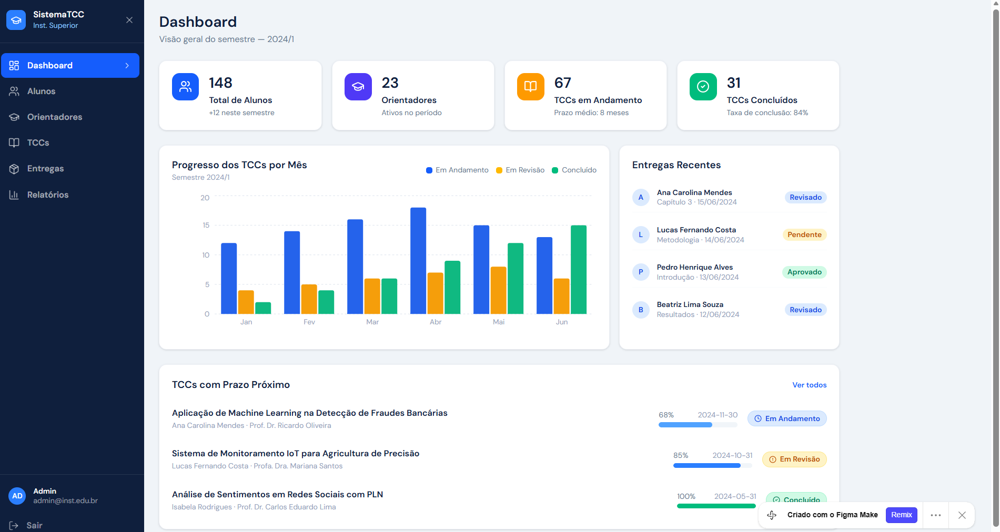 SistemaTCC
Inst. Superior
Dashboard
Alunos
Orientadores
TCCs
Entregas
Relatórios
AD
Admin
admin@inst.edu.br
Sair
Dashboard
Visão geral do semestre — 2024/1
148
Total de Alunos
+12 neste semestre
23
Orientadores
Ativos no período
67
TCCs em Andamento
Prazo médio: 8 meses
31
TCCs Concluídos
Taxa de conclusão: 84%
Progresso dos TCCs por Mês
Semestre 2024/1
Em Andamento Em Revisão Concluído
20
15
10
5
0
Jan Fev Mar Abr Mai Jun
Entregas Recentes
A
Ana Carolina Mendes
Capítulo 3 · 15/06/2024
Revisado
L
Lucas Fernando Costa
Metodologia · 14/06/2024
Pendente
P
Pedro Henrique Alves
Introdução · 13/06/2024
Aprovado
B
Beatriz Lima Souza
Resultados · 12/06/2024
Revisado
TCCs com Prazo Próximo
Ver todos
Aplicação de Machine Learning na Detecção de Fraudes Bancárias
Ana Carolina Mendes · Prof. Dr. Ricardo Oliveira
68% 2024-11-30
Em Andamento
Sistema de Monitoramento IoT para Agricultura de Precisão
Lucas Fernando Costa · Profa. Dra. Mariana Santos
85% 2024-10-31
Em Revisão
Análise de Sentimentos em Redes Sociais com PLN
Isabela Rodrigues · Prof. Dr. Carlos Eduardo Lima
100% 2024-05-31
Concluído
Criado com o Figma Make
Remix